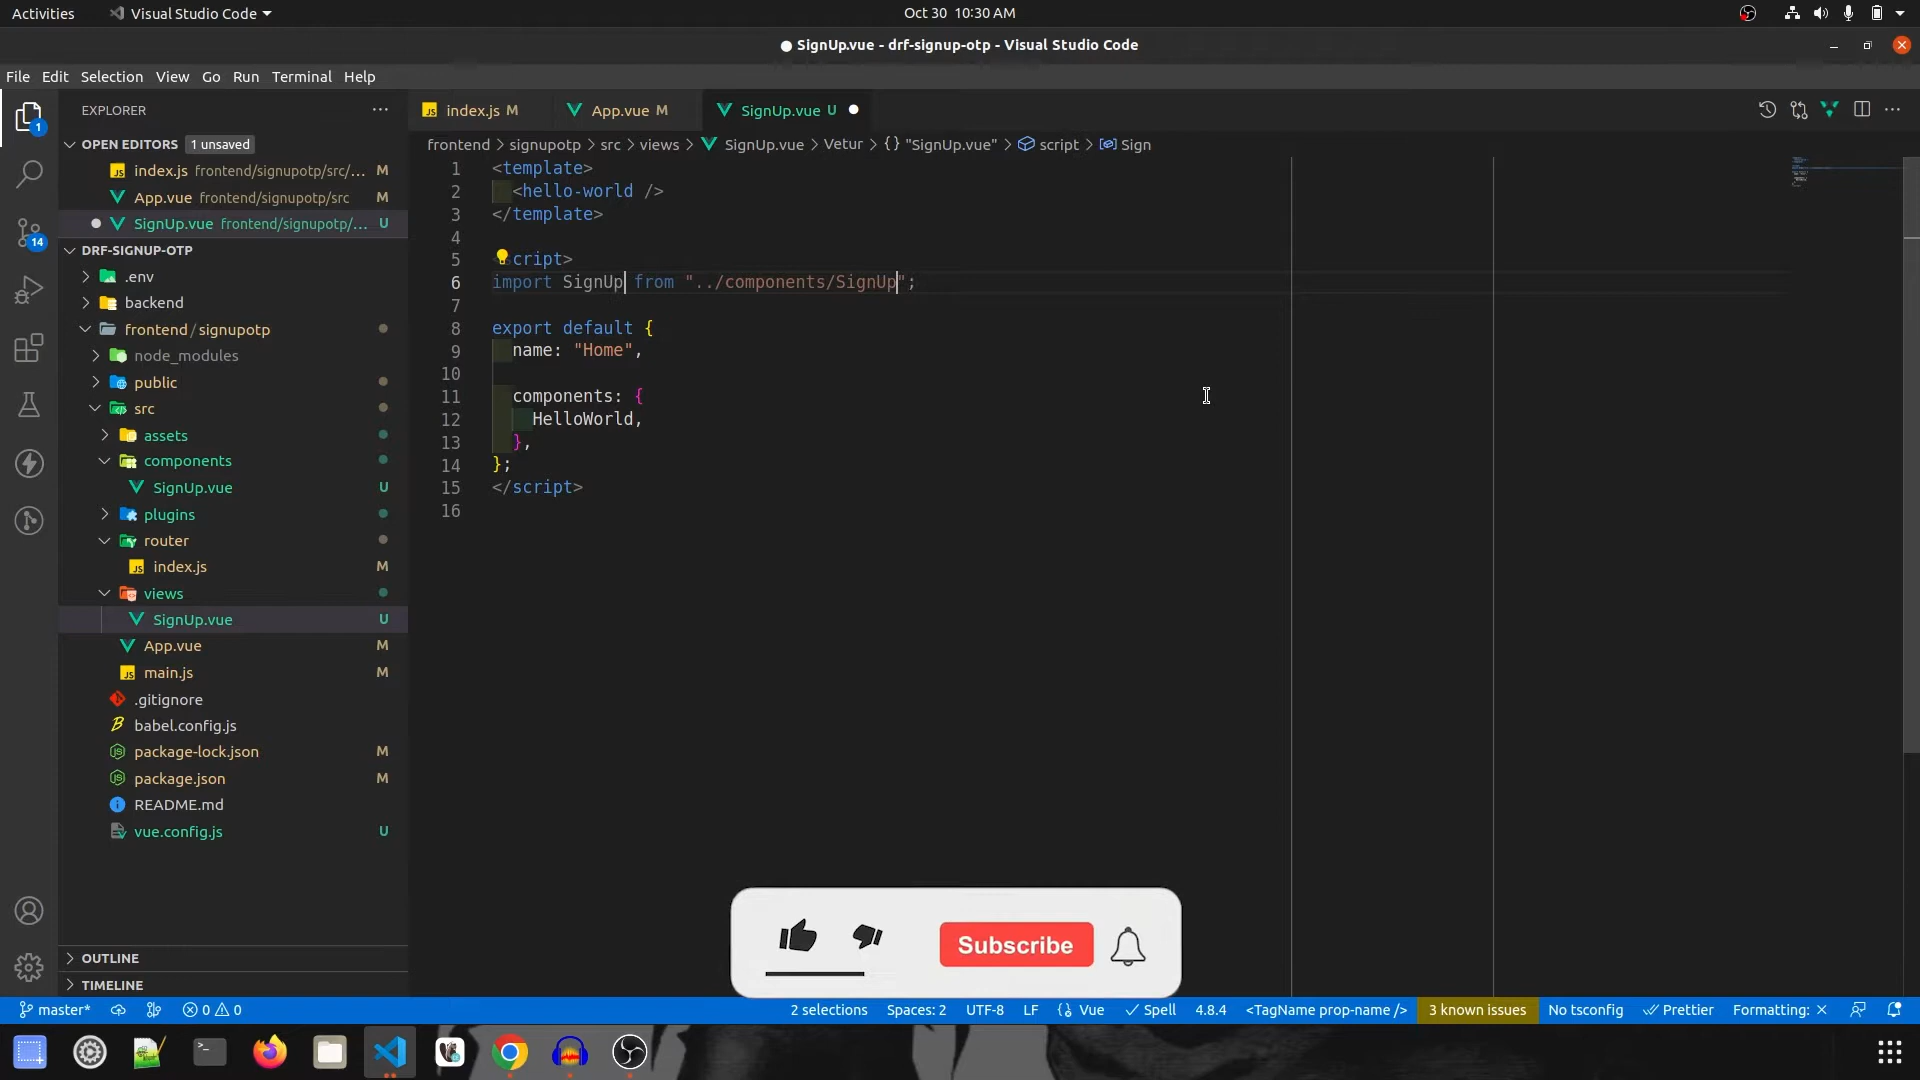 Activities
Visual Studio Code
Oct 30 10:30 AM
SignUp.vue - drf-signup-otp - Visual Studio Code
File Edit Selection View Go Run Terminal Help
EXPLORER
index.js M
App.vue M
SignUp.vue U
OPEN EDITORS 1 unsaved
frontend > signupotp > src > views > SignUp.vue > Vetur > {} "SignUp.vue" > script > Sign
index.js frontend/signupotp/src/... M
App.vue frontend/signupotp/src M
SignUp.vue frontend/signupotp/... U
DRF-SIGNUP-OTP
.env
backend
frontend / signupotp
node_modules
public
src
assets
components
SignUp.vue U
plugins
router
index.js M
views
SignUp.vue U
App.vue M
main.js M
.gitignore
babel.config.js
package-lock.json M
package.json M
README.md
vue.config.js U
OUTLINE
TIMELINE
1
14
1 <template>
2 <hello-world />
3 </template>
4
5 cript>
6 import SignUp from "../components/SignUp";
7
8 export default {
9 name: "Home",
10
11 components: {
12 HelloWorld,
13 },
14 };
15 </script>
16
Subscribe
master*
0 0
2 selections
Spaces: 2
UTF-8
LF
{} Vue
Spell
4.8.4
<TagName prop-name />
3 known issues
No tsconfig
Prettier
Formatting: ×